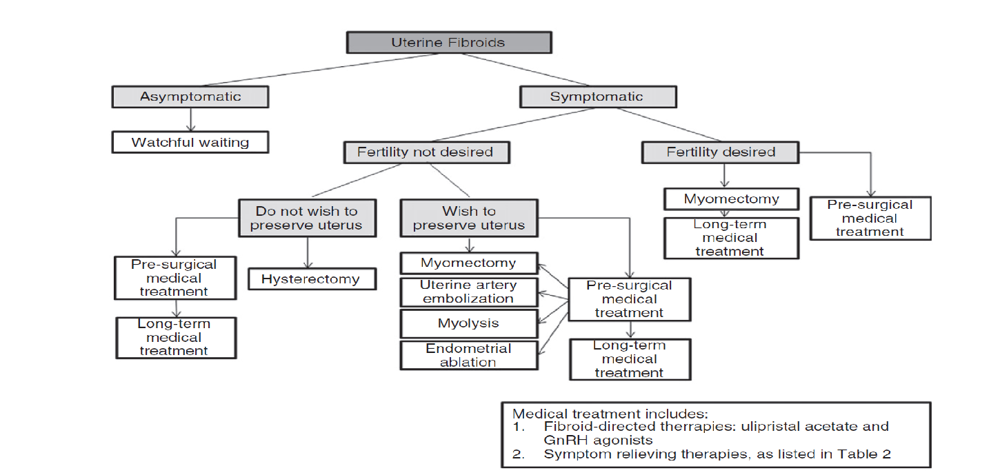 Uterine Fibroids
Asymptomatic
Symptomatic
Watchful waiting
Fertility not desired
Fertility desired
Do not wish to
preserve uterus
Wish to
preserve uterus
Myomectomy
Pre-surgical
medical
treatment
Long-term
medical
treatment
Pre-surgical
medical
treatment
Hysterectomy
Myomectomy
Uterine artery
embolization
Myolysis
Endometrial
ablation
Pre-surgical
medical
treatment
Long-term
medical
treatment
Long-term
medical
treatment
Medical treatment includes:
1. Fibroid-directed therrapies: ulipristal acetate and
GnRH agonists
2. Symptom relieving therapies, as listed in Table 2